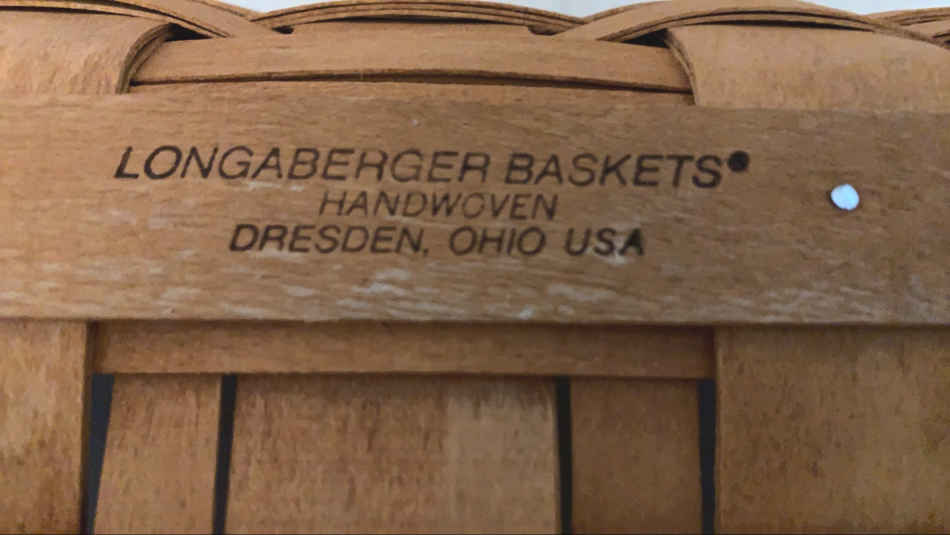 LONGABERGER BASKETS®
HANDWOVEN
DRESDEN, OHIO USA